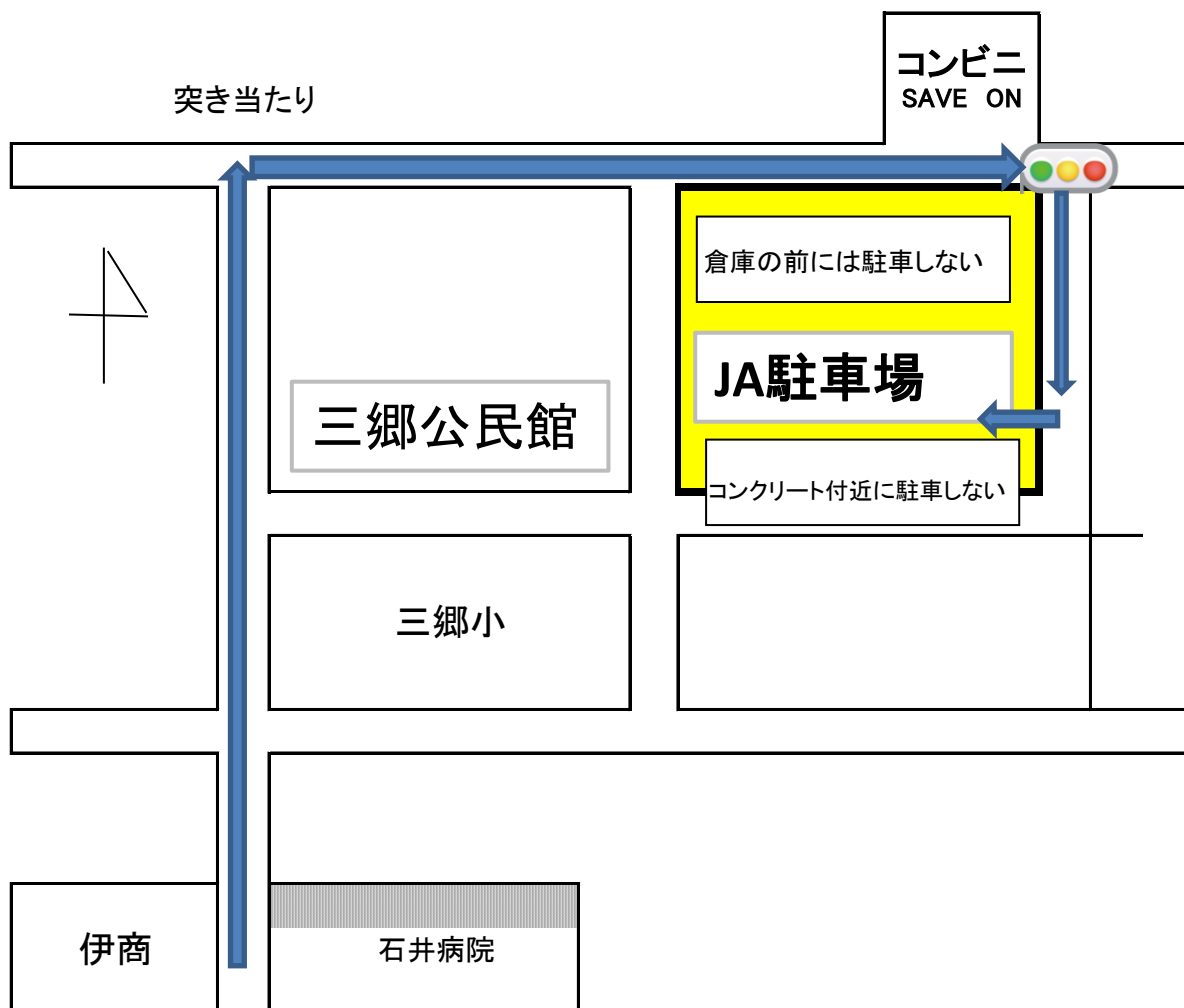 コンビニ
SAVE ON
突き当たり
倉庫の前には駐車しない
JA駐車場
三郷公民館
コンクリート付近に駐車しない
三郷小
伊商
石井病院